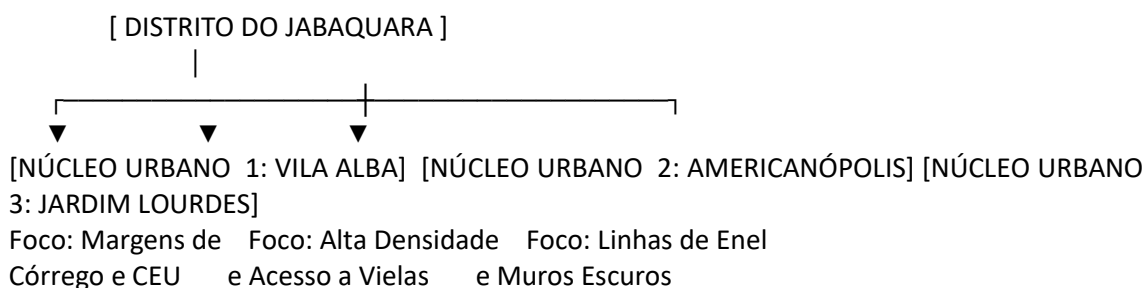 [ DISTRITO DO JABAQUARA ]
[NÚCLEO URBANO 1: VILA ALBA] [NÚCLEO URBANO 2: AMERICANÓPOLIS] [NÚCLEO URBANO
3: JARDIM LOURDES]
Foco: Margens de Foco: Alta Densidade Foco: Linhas de Enel
Córrego e CEU e Acesso a Vielas e Muros Escuros